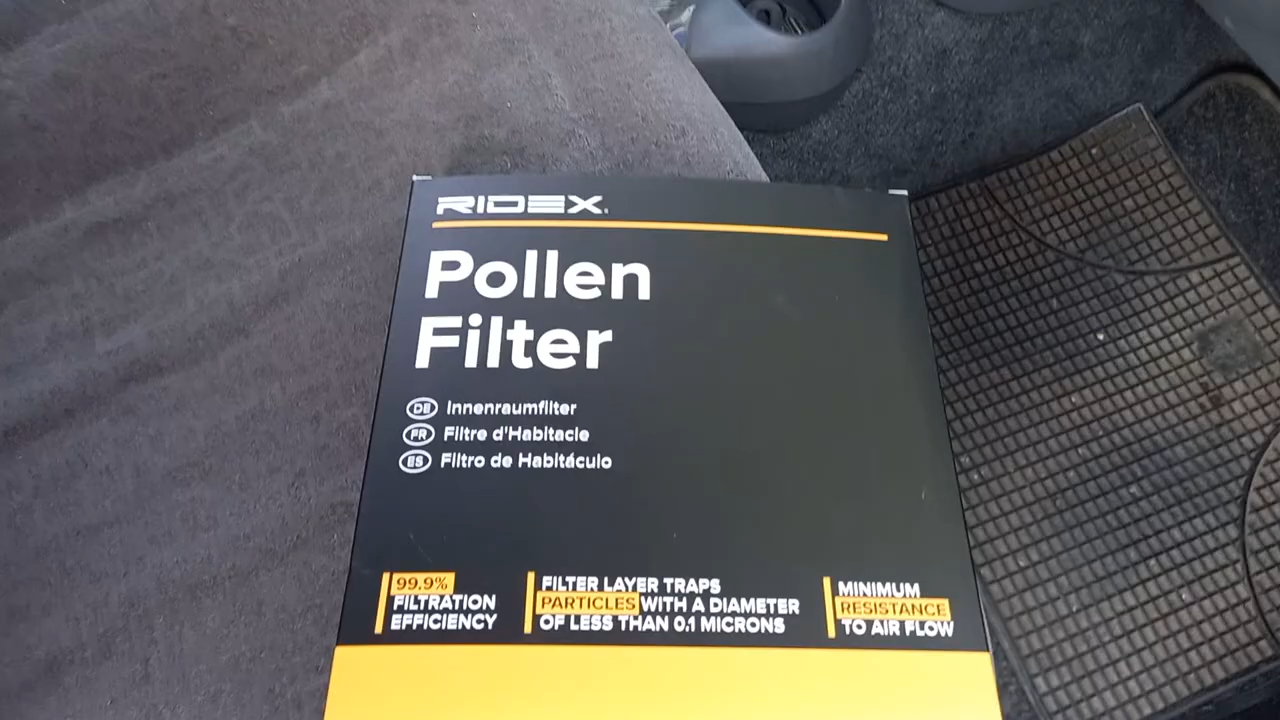 RIDEX
Pollen
Filter
DE Innenraumfilter
FR Filtre d'Habitacle
ES Filtro de Habitáculo
99.9%
FILTRATION
EFFICIENCY
FILTER LAYER TRAPS
PARTICLES WITH A DIAMETER
OF LESS THAN 0.1 MICRONS
MINIMUM
RESISTANCE
TO AIR FLOW